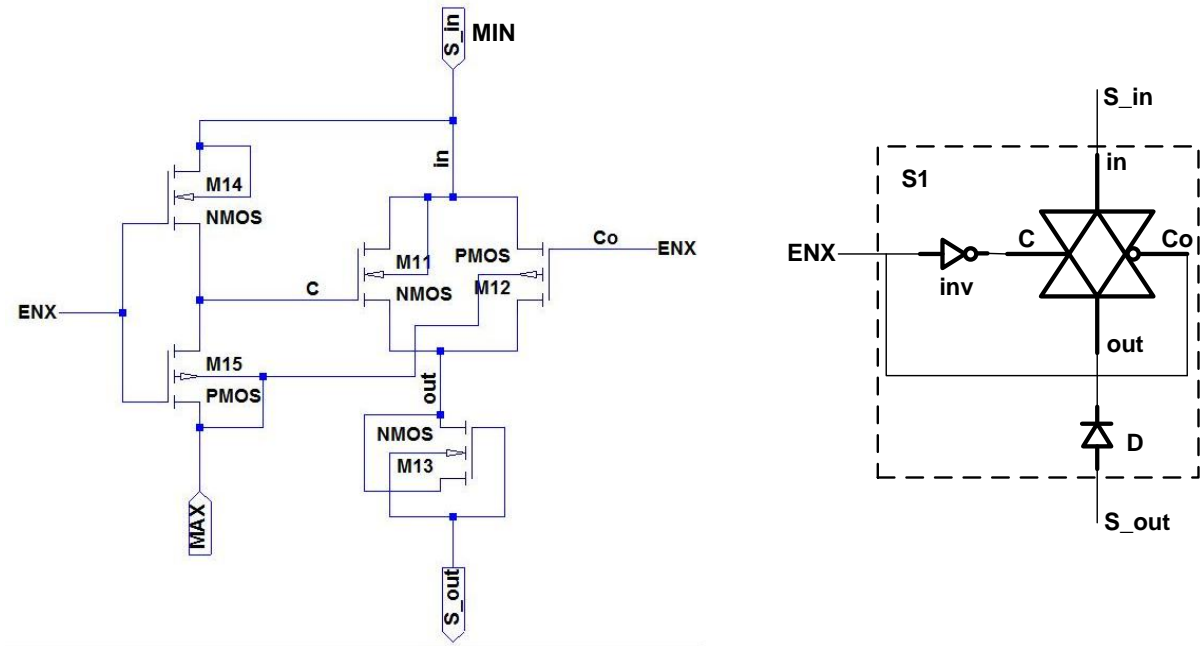 S_in MIN
in
M14
NMOS
ENX
C
M11
NMOS
PMOS
M12
Co
ENX
M15
PMOS
out
NMOS
M13
MAX
S_out
S_in
S1
in
ENX
inv
C
Co
out
D
S_out